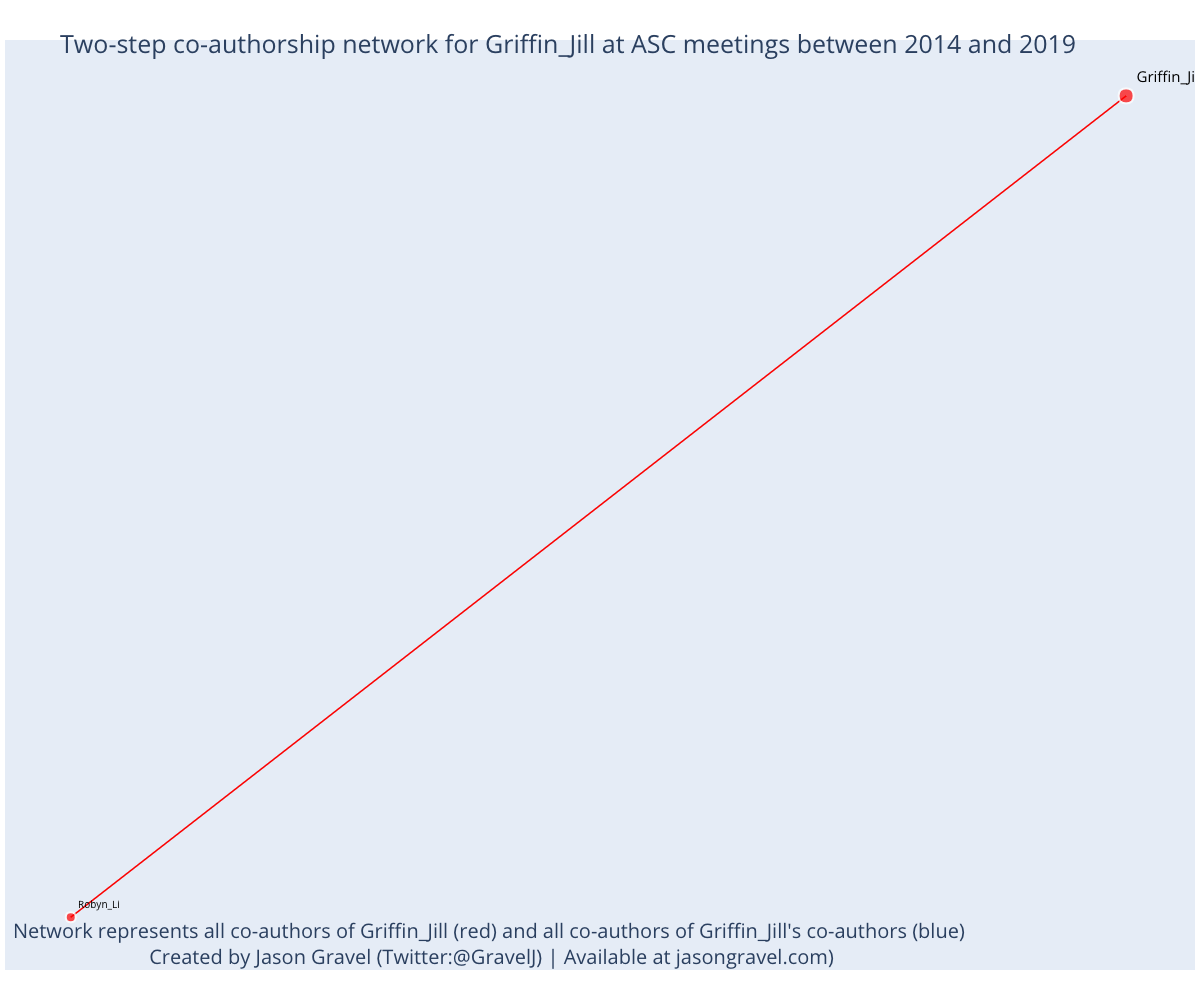 Two-step co-authorship network for Griffin_Jill at ASC meetings between 2014 and 2019
Griffin_Ji
Robyn_LI
Network represents all co-authors of Griffin_Jill (red) and all co-authors of Griffin_Jill's co-authors (blue)
Created by Jason Gravel (Twitter:@GravelJ) | Available at jasongravel.com)